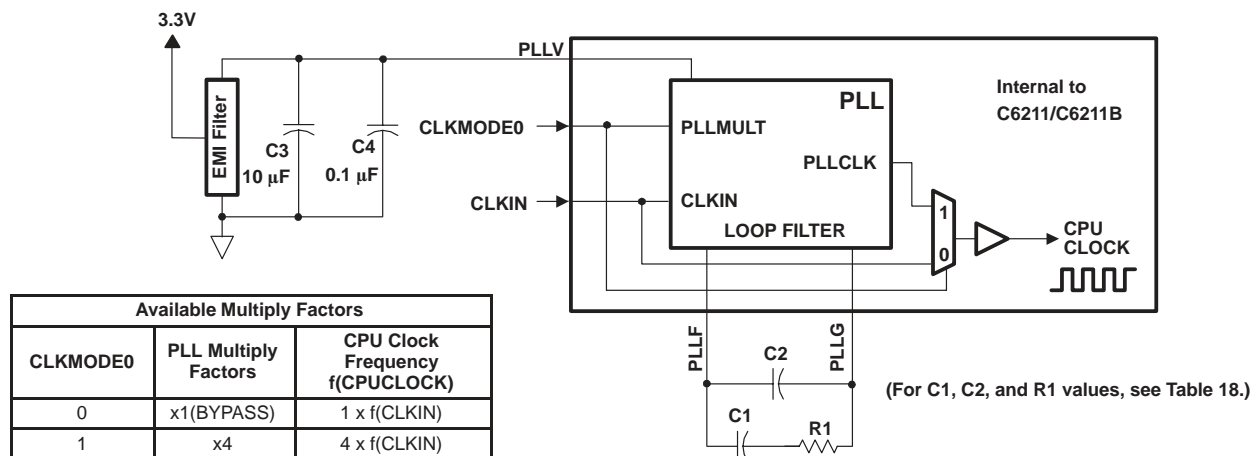 3.3V
PLLV
EMI Filter
C3
10 μF
C4
0.1 μF
CLKMODE0
CLKIN
PLL
PLLMULT
PLLCLK
CLKIN
LOOP FILTER
Internal to
C6211/C6211B
1
0
CPU
CLOCK
PLLF
PLLG
C2
C1
R1
(For C1, C2, and R1 values, see Table 18.)
Available Multiply Factors
CLKMODE0
PLL Multiply
Factors
CPU Clock
Frequency
f(CPUCLOCK)
0
x1(BYPASS)
1 x f(CLKIN)
1
x4
4 x f(CLKIN)